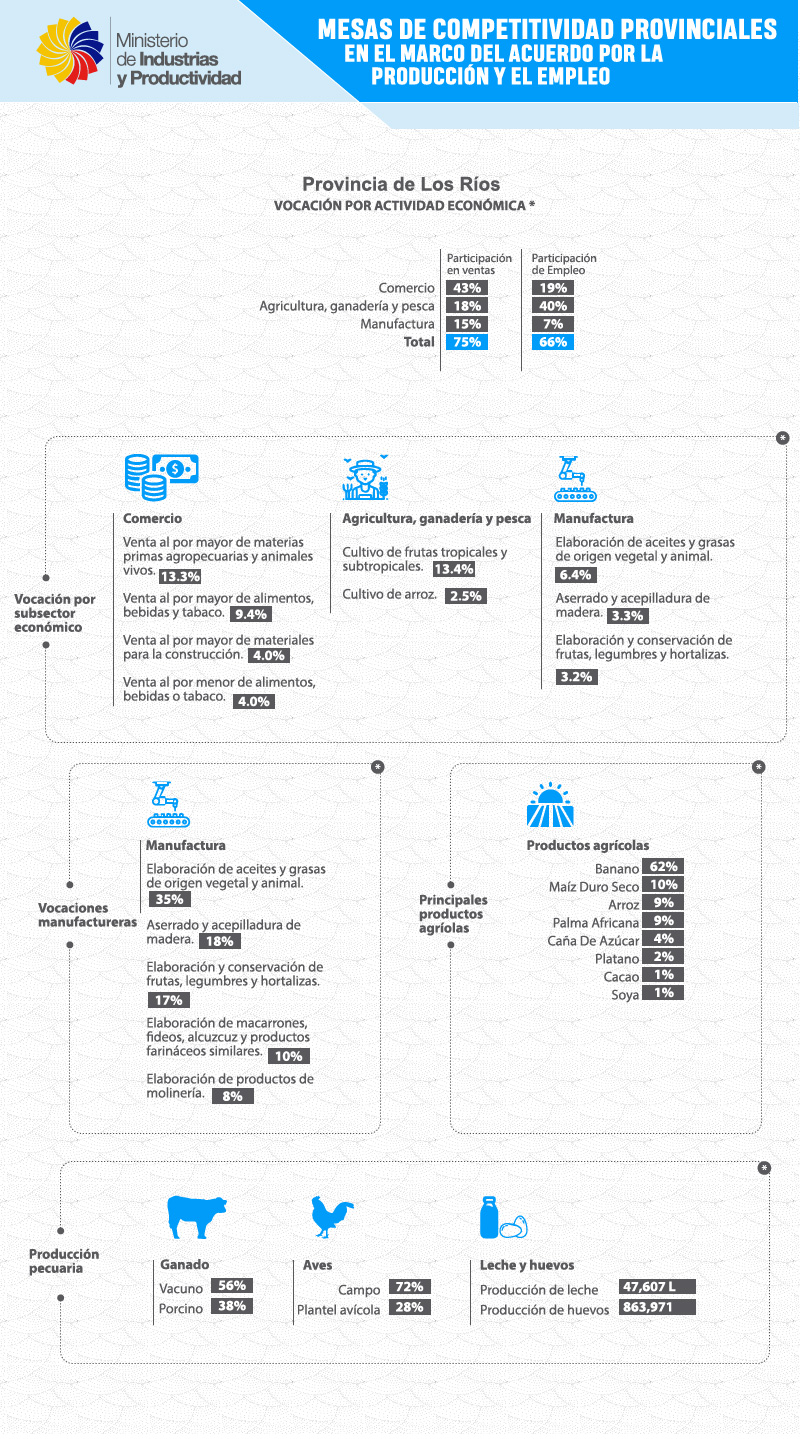 Ministerio
de Industrias
y Productividad
MESAS DE COMPETITIVIDAD PROVINCIALES
EN EL MARCO DEL ACUERDO POR LA
PRODUCCIÓN Y EL EMPLEO
Provincia de Los Ríos
VOCACIÓN POR ACTIVIDAD ECONÓMICA *
Participación
en ventas
Participación
de Empleo
Comercio 43% 19%
Agricultura, ganadería y pesca 18% 40%
Manufactura 15% 7%
Total 75% 66%
*
Vocación por
subsector
económico
Comercio
Venta al por mayor de materias
primas agropecuarias y animales
vivos. 13.3%
Venta al por mayor de alimentos,
bebidas y tabaco. 9.4%
Venta al por mayor de materiales
para la construcción. 4.0%
Venta al por menor de alimentos,
bebidas o tabaco. 4.0%
Agricultura, ganadería y pesca
Cultivo de frutas tropicales y
subtropicales. 13.4%
Cultivo de arroz. 2.5%
Manufactura
Elaboración de aceites y grasas
de origen vegetal y animal.
6.4%
Aserrado y acepilladura de
madera. 3.3%
Elaboración y conservación de
frutas, legumbres y hortalizas.
3.2%
*
Vocaciones
manufactureras
Manufactura
Elaboración de aceites y grasas
de origen vegetal y animal.
35%
Aserrado y acepilladura de
madera. 18%
Elaboración y conservación de
frutas, legumbres y hortalizas.
17%
Elaboración de macarrones,
fideos, alcuzcuz y productos
farináceos similares. 10%
Elaboración de productos de
molinería. 8%
*
Principales
productos
agríolas
Productos agrícolas
Banano 62%
Maíz Duro Seco 10%
Arroz 9%
Palma Africana 9%
Caña De Azúcar 4%
Platano 2%
Cacao 1%
Soya 1%
*
Producción
pecuaria
Ganado
Vacuno 56%
Porcino 38%
Aves
Campo 72%
Plantel avícola 28%
Leche y huevos
Producción de leche 47,607 L
Producción de huevos 863,971